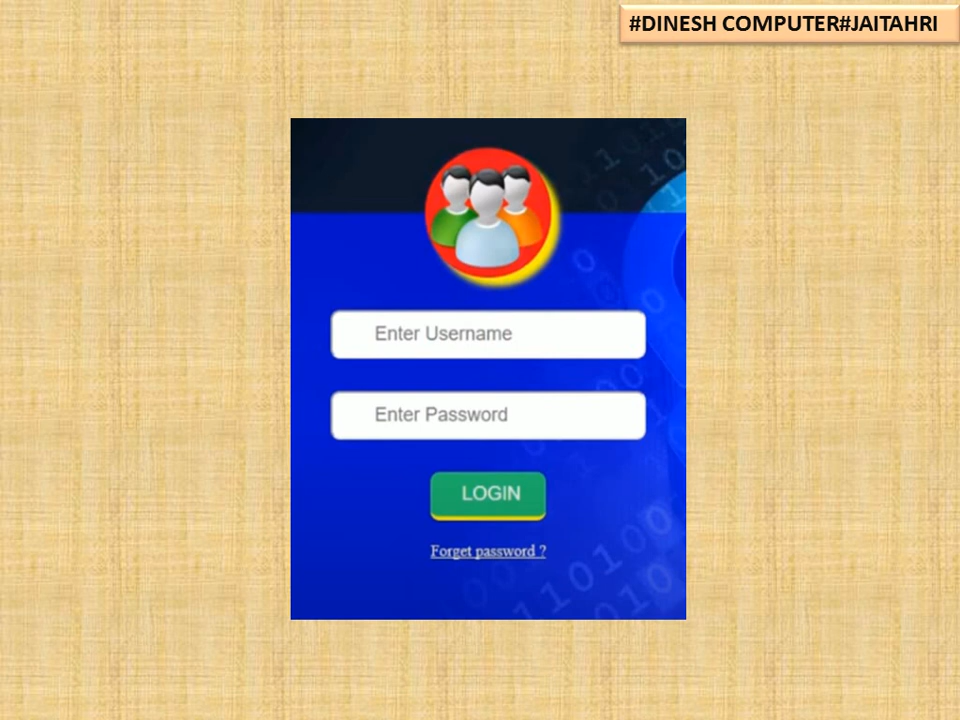 #DINESH COMPUTER#JAITAHRI
Enter Username
Enter Password
LOGIN
Forget password ?